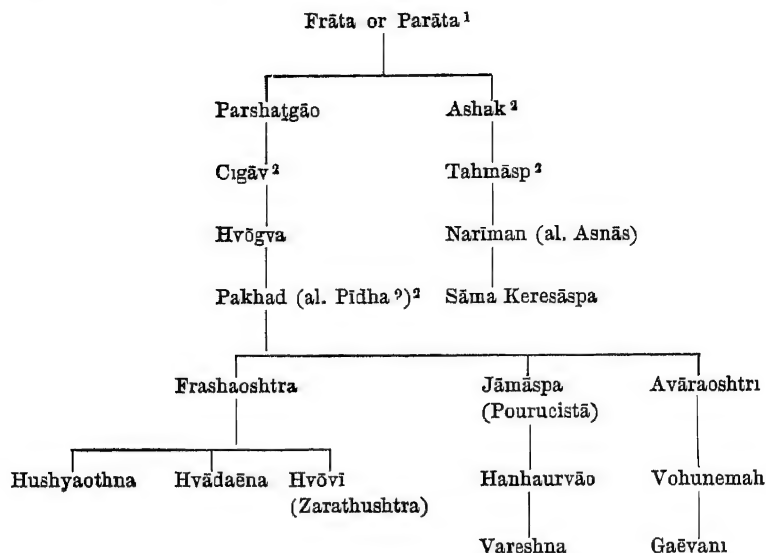 Frāta or Parāta¹
Parshaṭgāo Ashak²
Cıgāv² Tahmāsp²
Hvōgva Narīman (al. Asnās)
Pakhad (al. Pīdha?)² Sāma Keresāspa
Frashaoshtra Jāmāspa Avāraoshtrı
(Pourucistā)
Hushyaothna Hvādaēna Hvōvī Hanhaurvāo Vohunemah
(Zarathushtra)
Vareshna Gaēvanı